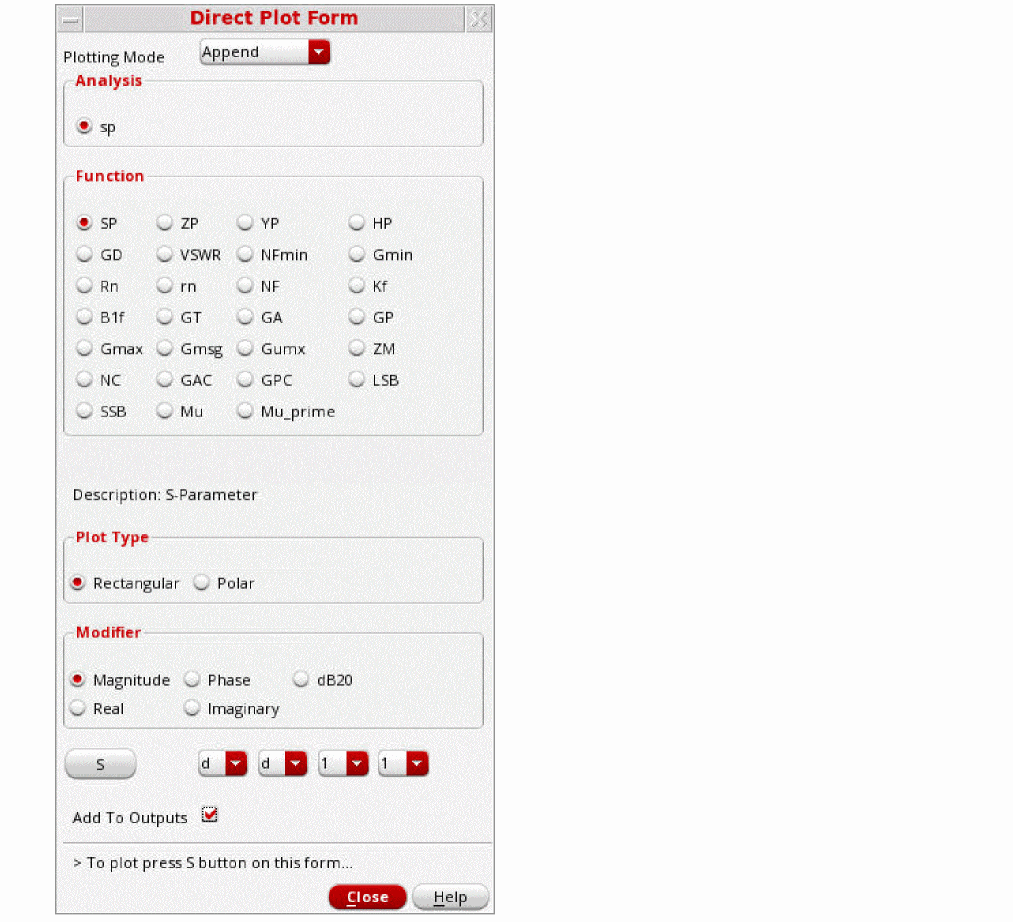 Direct Plot Form
Plotting Mode Append
Analysis
sp
Function
SP ZP YP HP
GD VSWR NFmin Gmin
Rn rn NF Kf
B1f GT GA GP
Gmax Gmsg Gumx ZM
NC GAC GPC LSB
SSB Mu Mu_prime
Description: S-Parameter
Plot Type
Rectangular Polar
Modifier
Magnitude Phase dB20
Real Imaginary
S d d 1 1
Add To Outputs
> To plot press S button on this form...
Close Help